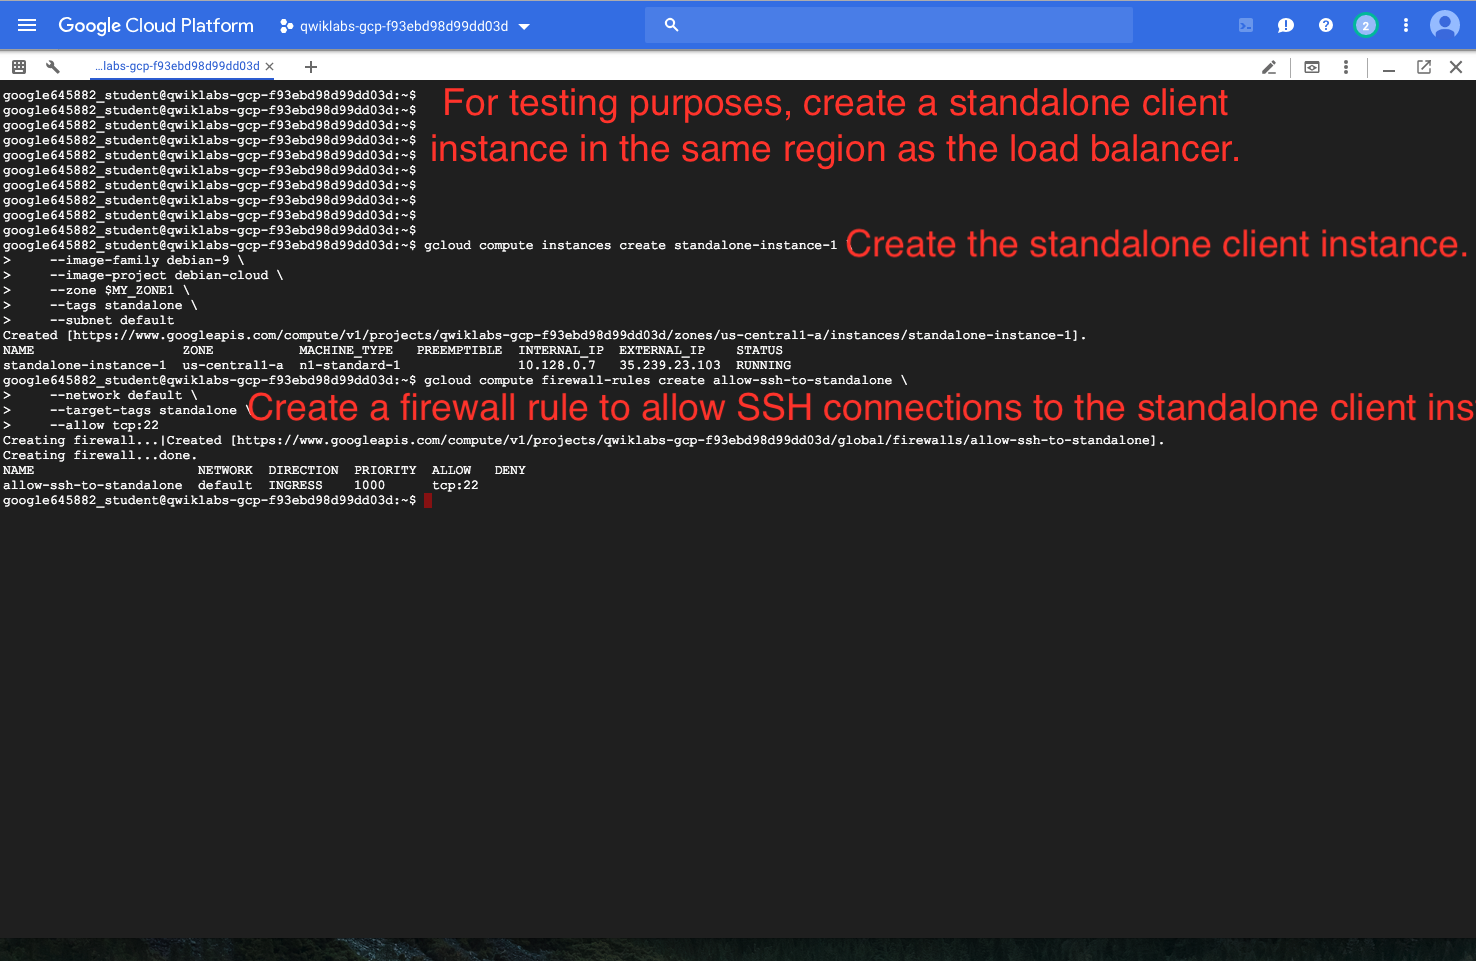 Google Cloud Platform
qwiklabs-gcp-f93ebd98d99dd03d
2
...labs-gcp-f93ebd98d99dd03d
google645882_student@qwiklabs-gcp-f93ebd98d99dd03d:~$
For testing purposes, create a standalone client
google645882_student@qwiklabs-gcp-f93ebd98d99dd03d:~$
google645882_student@qwiklabs-gcp-f93ebd98d99dd03d:~$
google645882_student@qwiklabs-gcp-f93ebd98d99dd03d:~$
instance in the same region as the load balancer.
google645882_student@qwiklabs-gcp-f93ebd98d99dd03d:~$
google645882_student@qwiklabs-gcp-f93ebd98d99dd03d:~$
google645882_student@qwiklabs-gcp-f93ebd98d99dd03d:~$
google645882_student@qwiklabs-gcp-f93ebd98d99dd03d:~$
google645882_student@qwiklabs-gcp-f93ebd98d99dd03d:~$
google645882_student@qwiklabs-gcp-f93ebd98d99dd03d:~$
google645882_student@qwiklabs-gcp-f93ebd98d99dd03d:~$ gcloud compute instances create standalone-instance-1 \
Create the standalone client instance.
> --image-family debian-9 \
> --image-project debian-cloud \
> --zone $MY_ZONE1 \
> --tags standalone \
> --subnet default
Created [https://www.googleapis.com/compute/v1/projects/qwiklabs-gcp-f93ebd98d99dd03d/zones/us-central1-a/instances/standalone-instance-1].
NAME ZONE MACHINE_TYPE PREEMPTIBLE INTERNAL_IP EXTERNAL_IP STATUS
standalone-instance-1 us-central1-a n1-standard-1 10.128.0.7 35.239.23.103 RUNNING
google645882_student@qwiklabs-gcp-f93ebd98d99dd03d:~$ gcloud compute firewall-rules create allow-ssh-to-standalone \
> --network default \
> --target-tags standalone \
Create a firewall rule to allow SSH connections to the standalone client ins
> --allow tcp:22
Creating firewall...|Created [https://www.googleapis.com/compute/v1/projects/qwiklabs-gcp-f93ebd98d99dd03d/global/firewalls/allow-ssh-to-standalone].
Creating firewall...done.
NAME NETWORK DIRECTION PRIORITY ALLOW DENY
allow-ssh-to-standalone default INGRESS 1000 tcp:22
google645882_student@qwiklabs-gcp-f93ebd98d99dd03d:~$